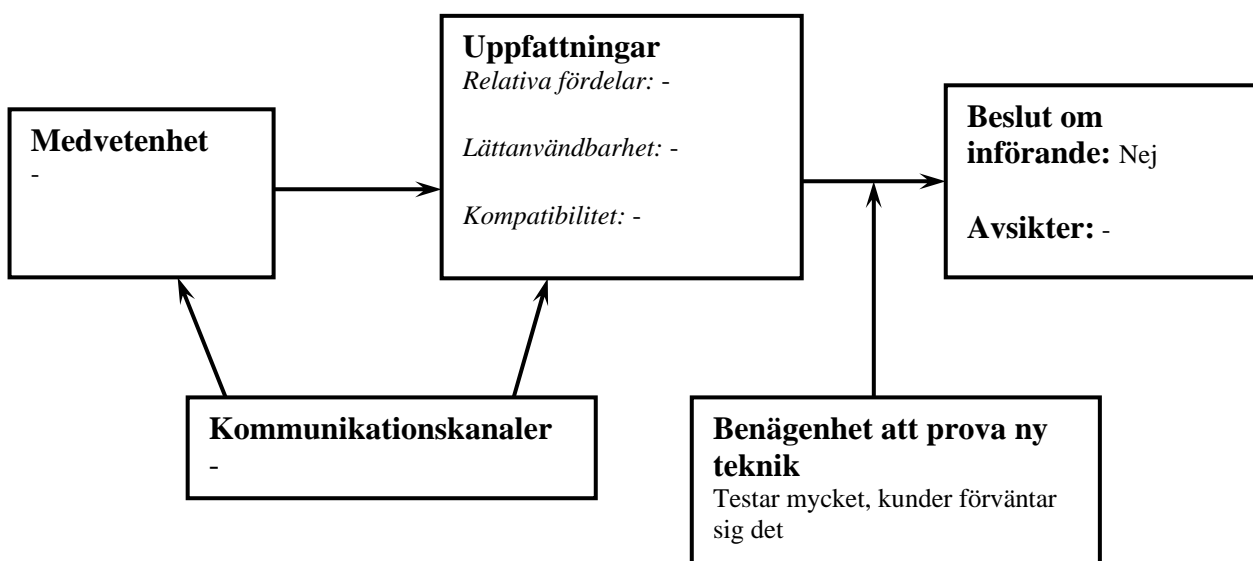 Medvetenhet
-
Uppfattningar
Relativa fördelar: -
Lättanvändbarhet: -
Kompatibilitet: -
Beslut om
införande: Nej
Avsikter: -
Kommunikationskanaler
-
Benägenhet att prova ny
teknik
Testar mycket, kunder förväntar
sig det